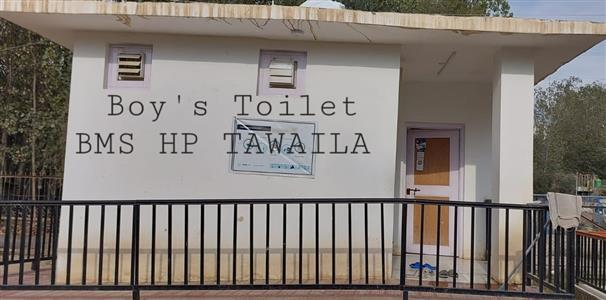 Boy's Toilet
BMS HP TAWAILA